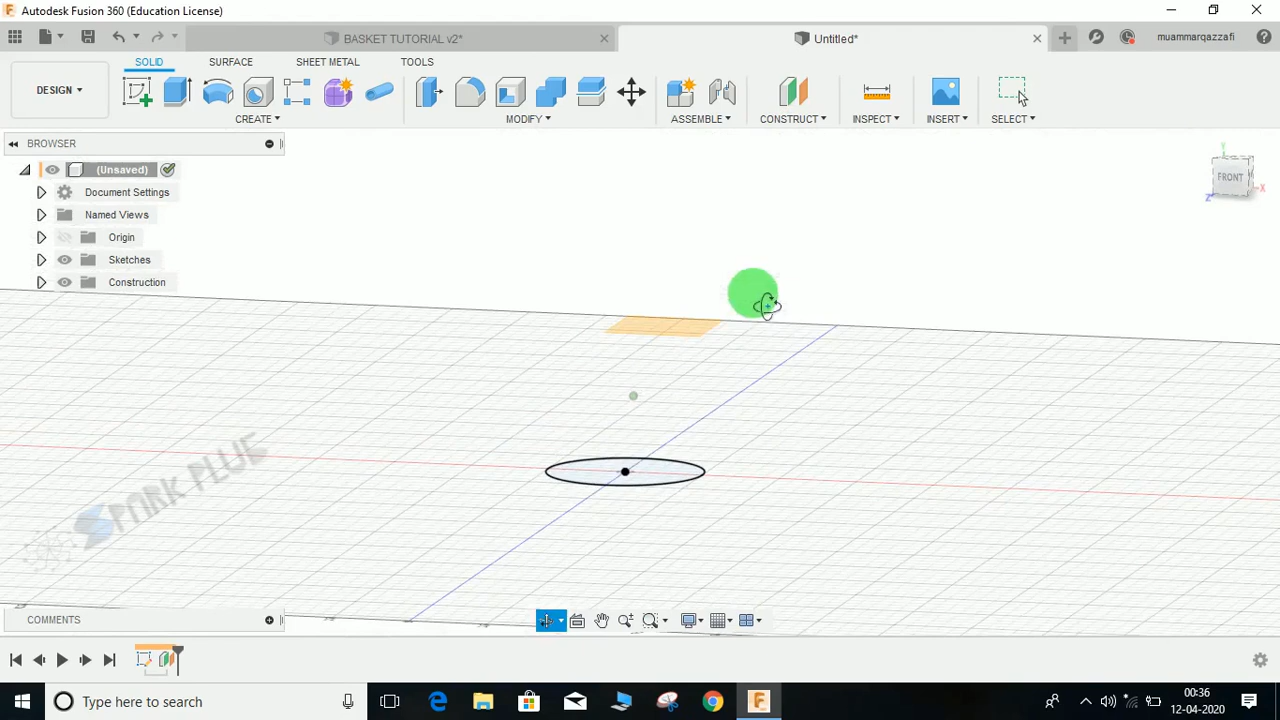 Autodesk Fusion 360 (Education License)
BASKET TUTORIAL v2*
Untitled*
muammarqazzafi
SOLID SURFACE SHEET METAL TOOLS
DESIGN
CREATE MODIFY ASSEMBLE CONSTRUCT INSPECT INSERT SELECT
BROWSER
(Unsaved)
Document Settings
Named Views
Origin
Sketches
Construction
Y
FRONT
X
Z
SPARK PLUE
COMMENTS
Type here to search
00:36
12-04-2020